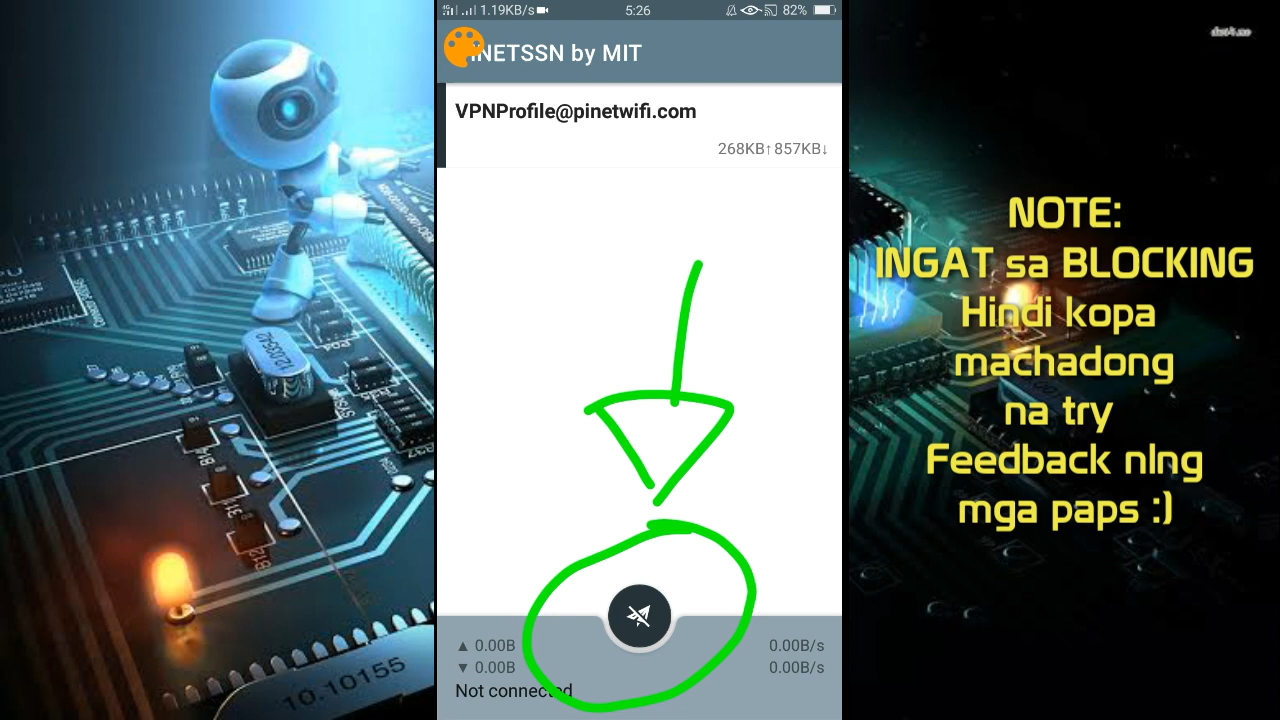 1.19KB/s
5:26
82%
INETSSN by MIT
VPNProfile@pinetwifi.com
268KB↑ 857KB↓
▲ 0.00B
0.00B/s
▼ 0.00B
0.00B/s
Not connected
NOTE:
INGAT sa BLOCKING
Hindi kopa
machadong
na try
Feedback nlng
mga paps :)
12.03542
10.10155